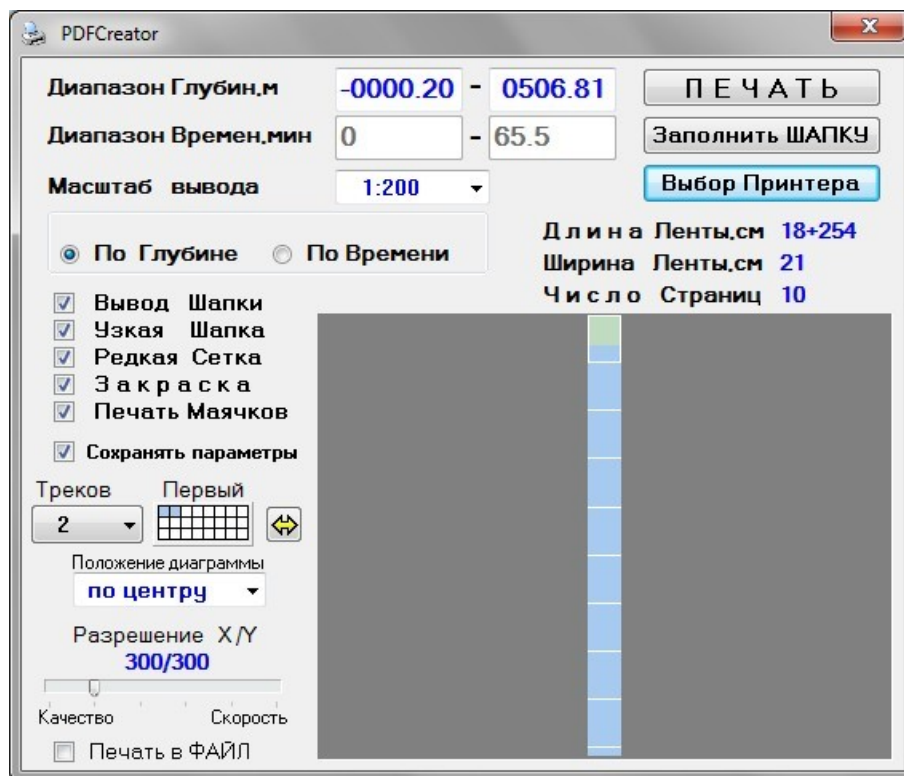 PDFCreator
Диапазон Глубин,м -0000.20 - 0506.81 ПЕЧАТЬ
Диапазон Времен,мин 0 - 65.5 Заполнить ШАПКУ
Масштаб вывода 1:200 Выбор Принтера
По Глубине По Времени
Длина Ленты,см 18+254
Ширина Ленты,см 21
Число Страниц 10
Вывод Шапки
Узкая Шапка
Редкая Сетка
Закраска
Печать Маячков
Сохранять параметры
Треков Первый
2
Положение диаграммы
по центру
Разрешение X/Y
300/300
Качество Скорость
Печать в ФАЙЛ